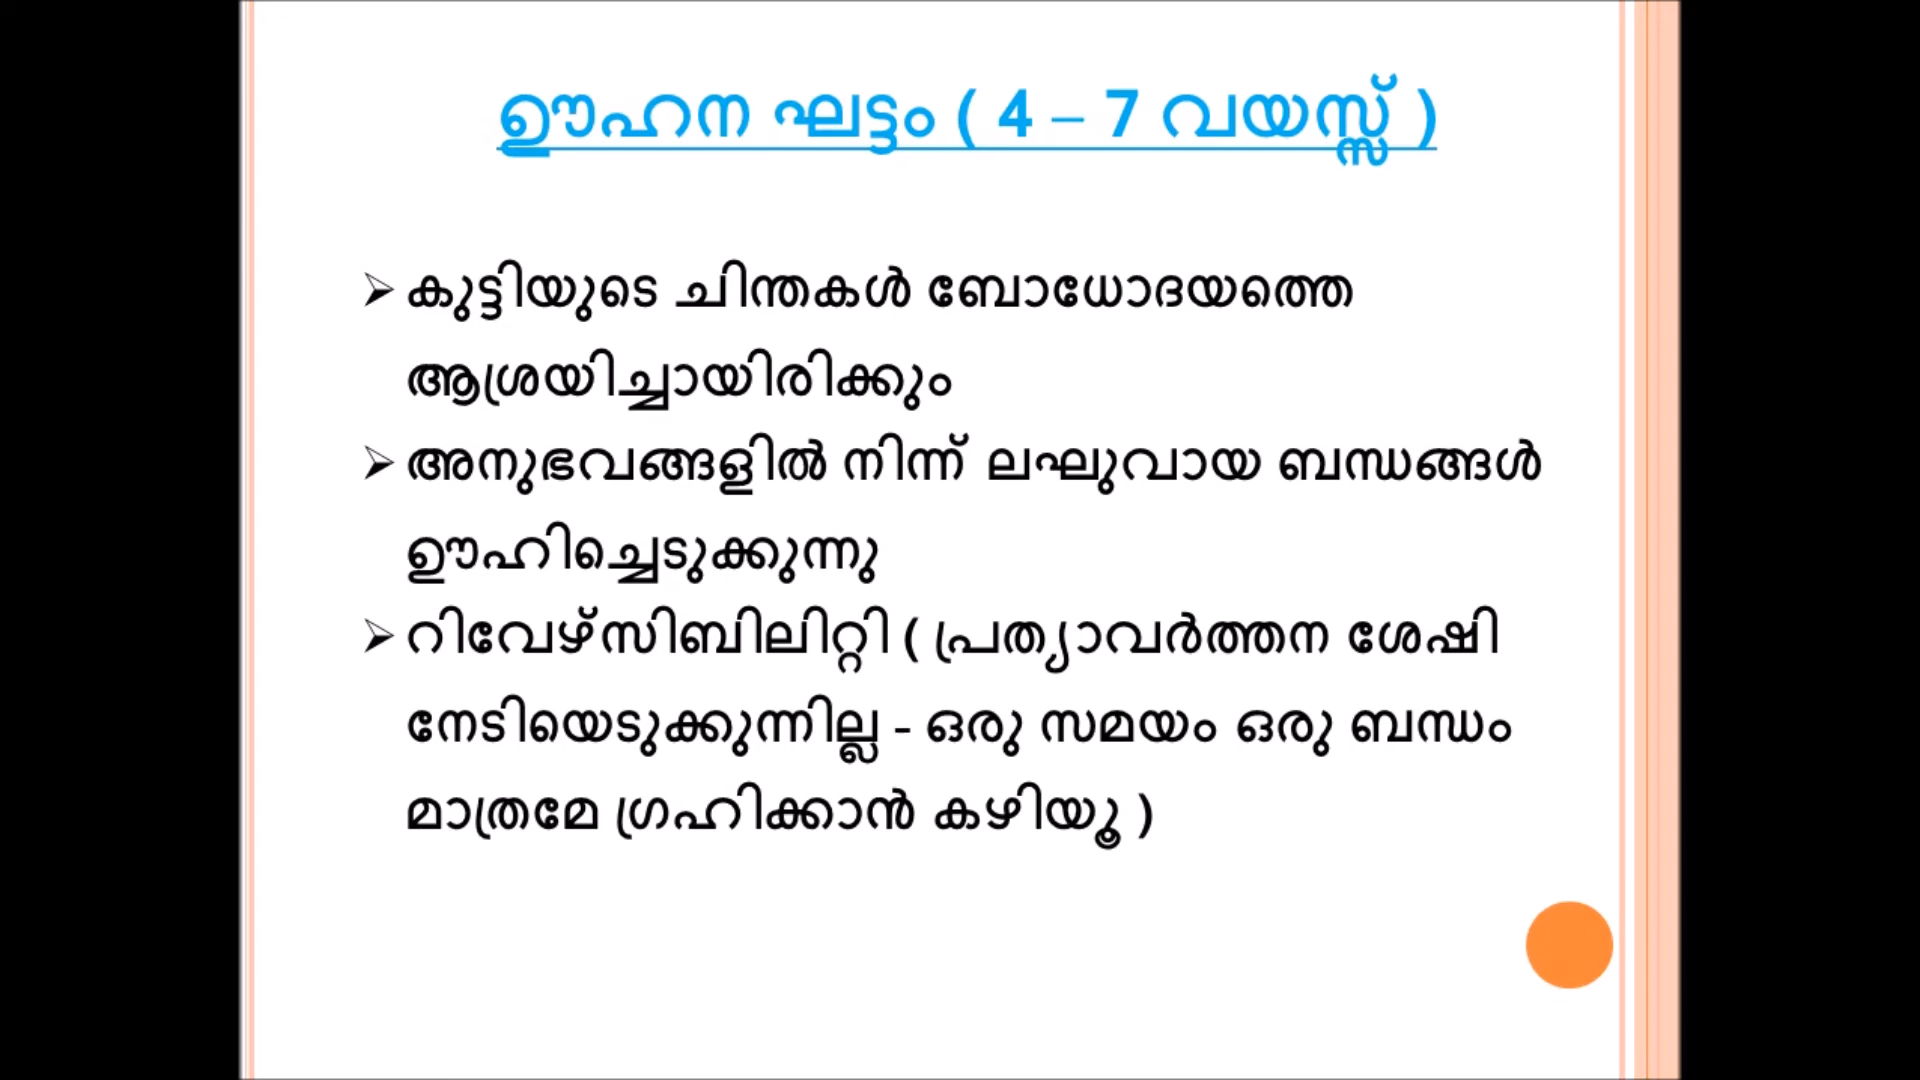 ഊഹന ഘട്ടം ( 4 – 7 വയസ്സ് )
➢ കുട്ടിയുടെ ചിന്തകൾ ബോധോദയത്തെ
ആശ്രയിച്ചായിരിക്കും
➢ അനുഭവങ്ങളിൽ നിന്ന് ലഘുവായ ബന്ധങ്ങൾ
ഊഹിച്ചെടുക്കുന്നു
➢ റിവേഴ്സിബിലിറ്റി ( പ്രത്യാവർത്തന ശേഷി
നേടിയെടുക്കുന്നില്ല - ഒരു സമയം ഒരു ബന്ധം
മാത്രമേ ഗ്രഹിക്കാൻ കഴിയൂ )